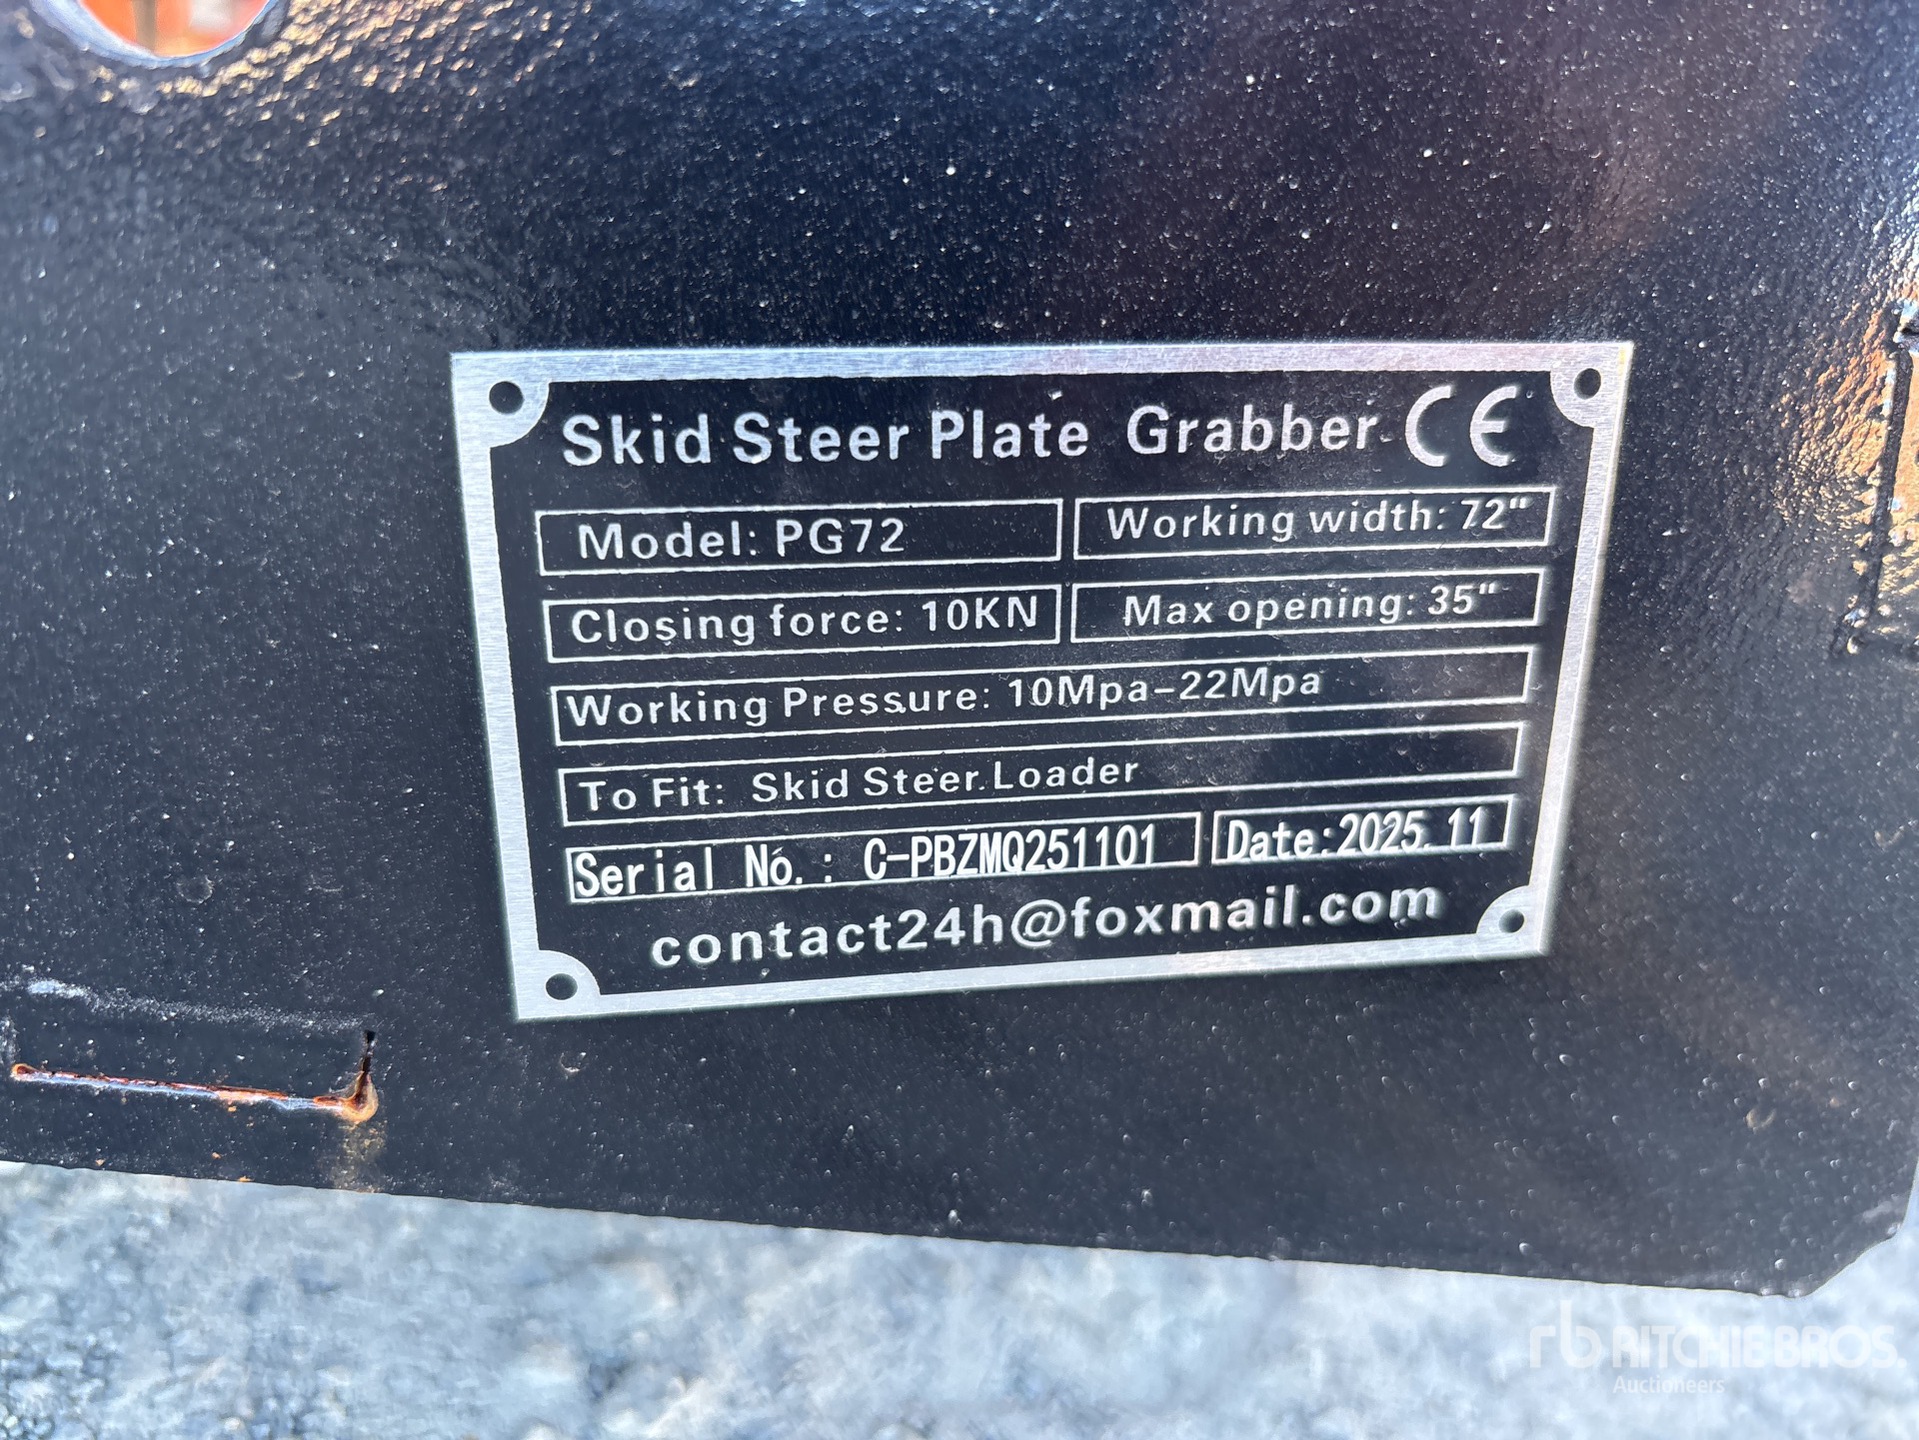 Skid Steer Plate Grabber CE
Model: PG72
Working width: 72"
Closing force: 10KN
Max opening: 35"
Working Pressure: 10Mpa-22Mpa
To Fit: Skid Steer Loader
Serial No.: C-PBZMQ251101
Date:2025.11
contact24h@foxmail.com
rb RITCHIE BROS.
Auctioneers